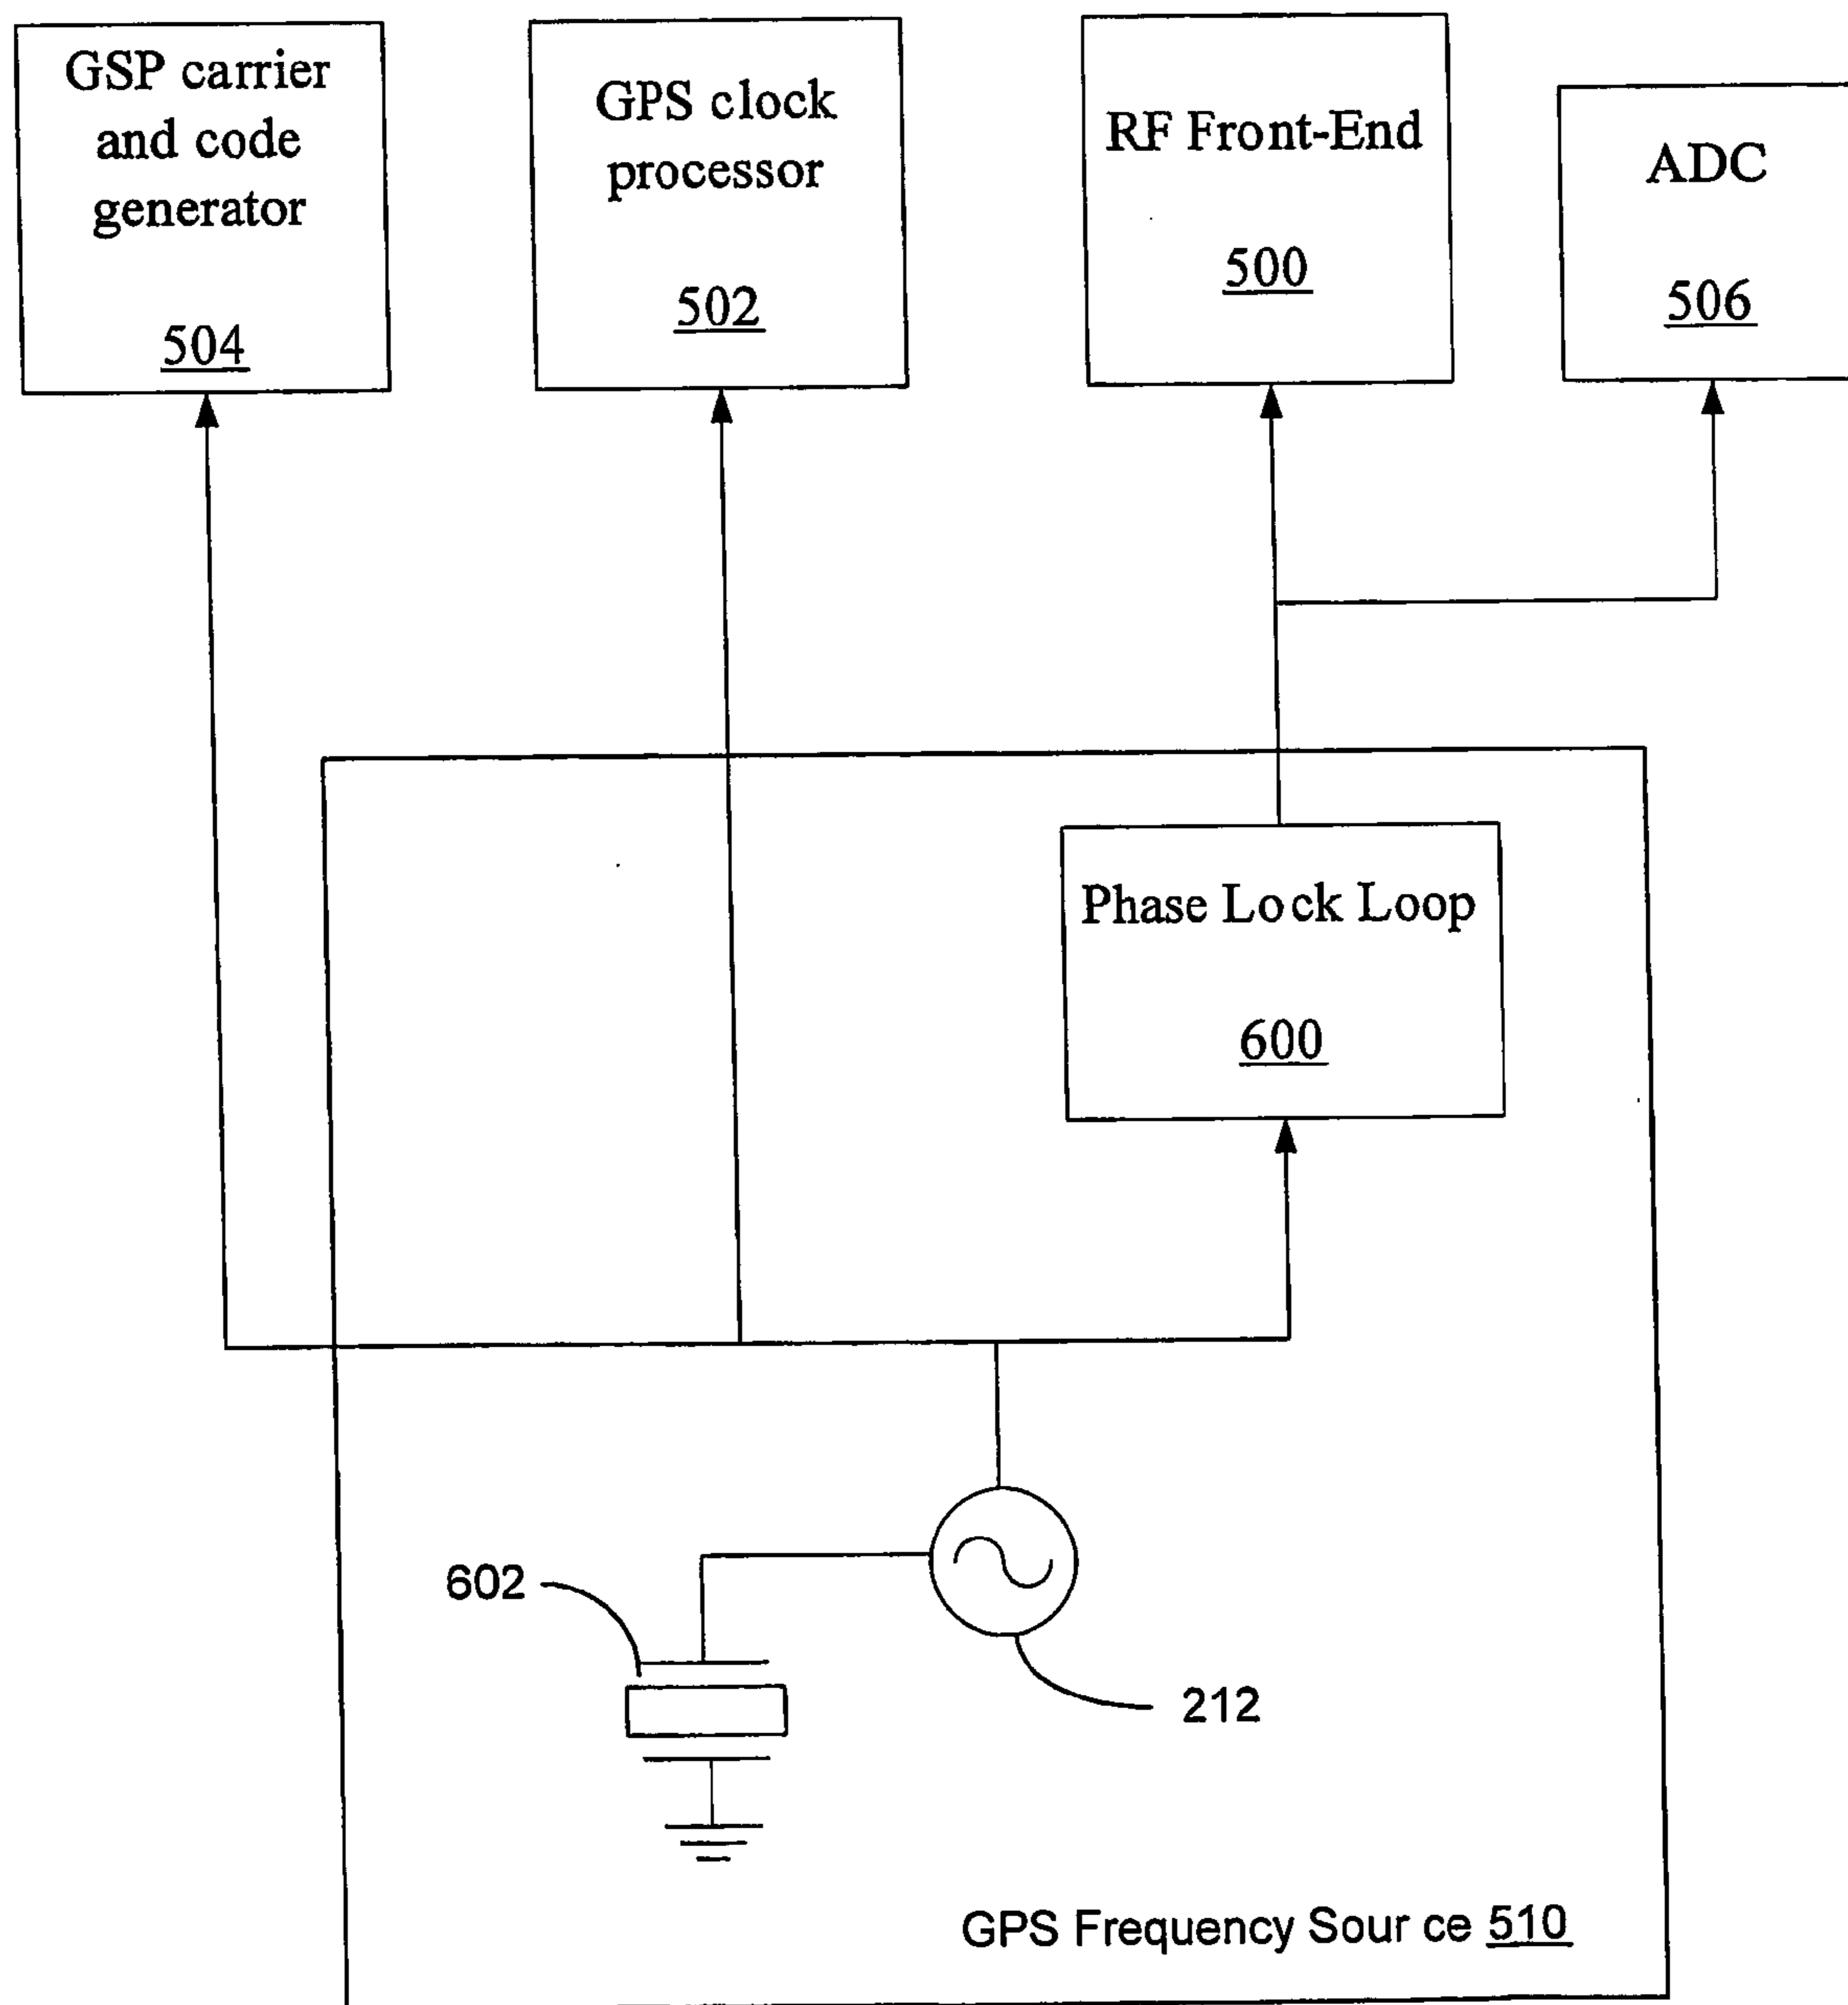 GSP carrier
and code
generator
504
GPS clock
processor
502
RF Front-End
500
ADC
506
Phase Lock Loop
600
602
212
GPS Frequency Sour ce 510